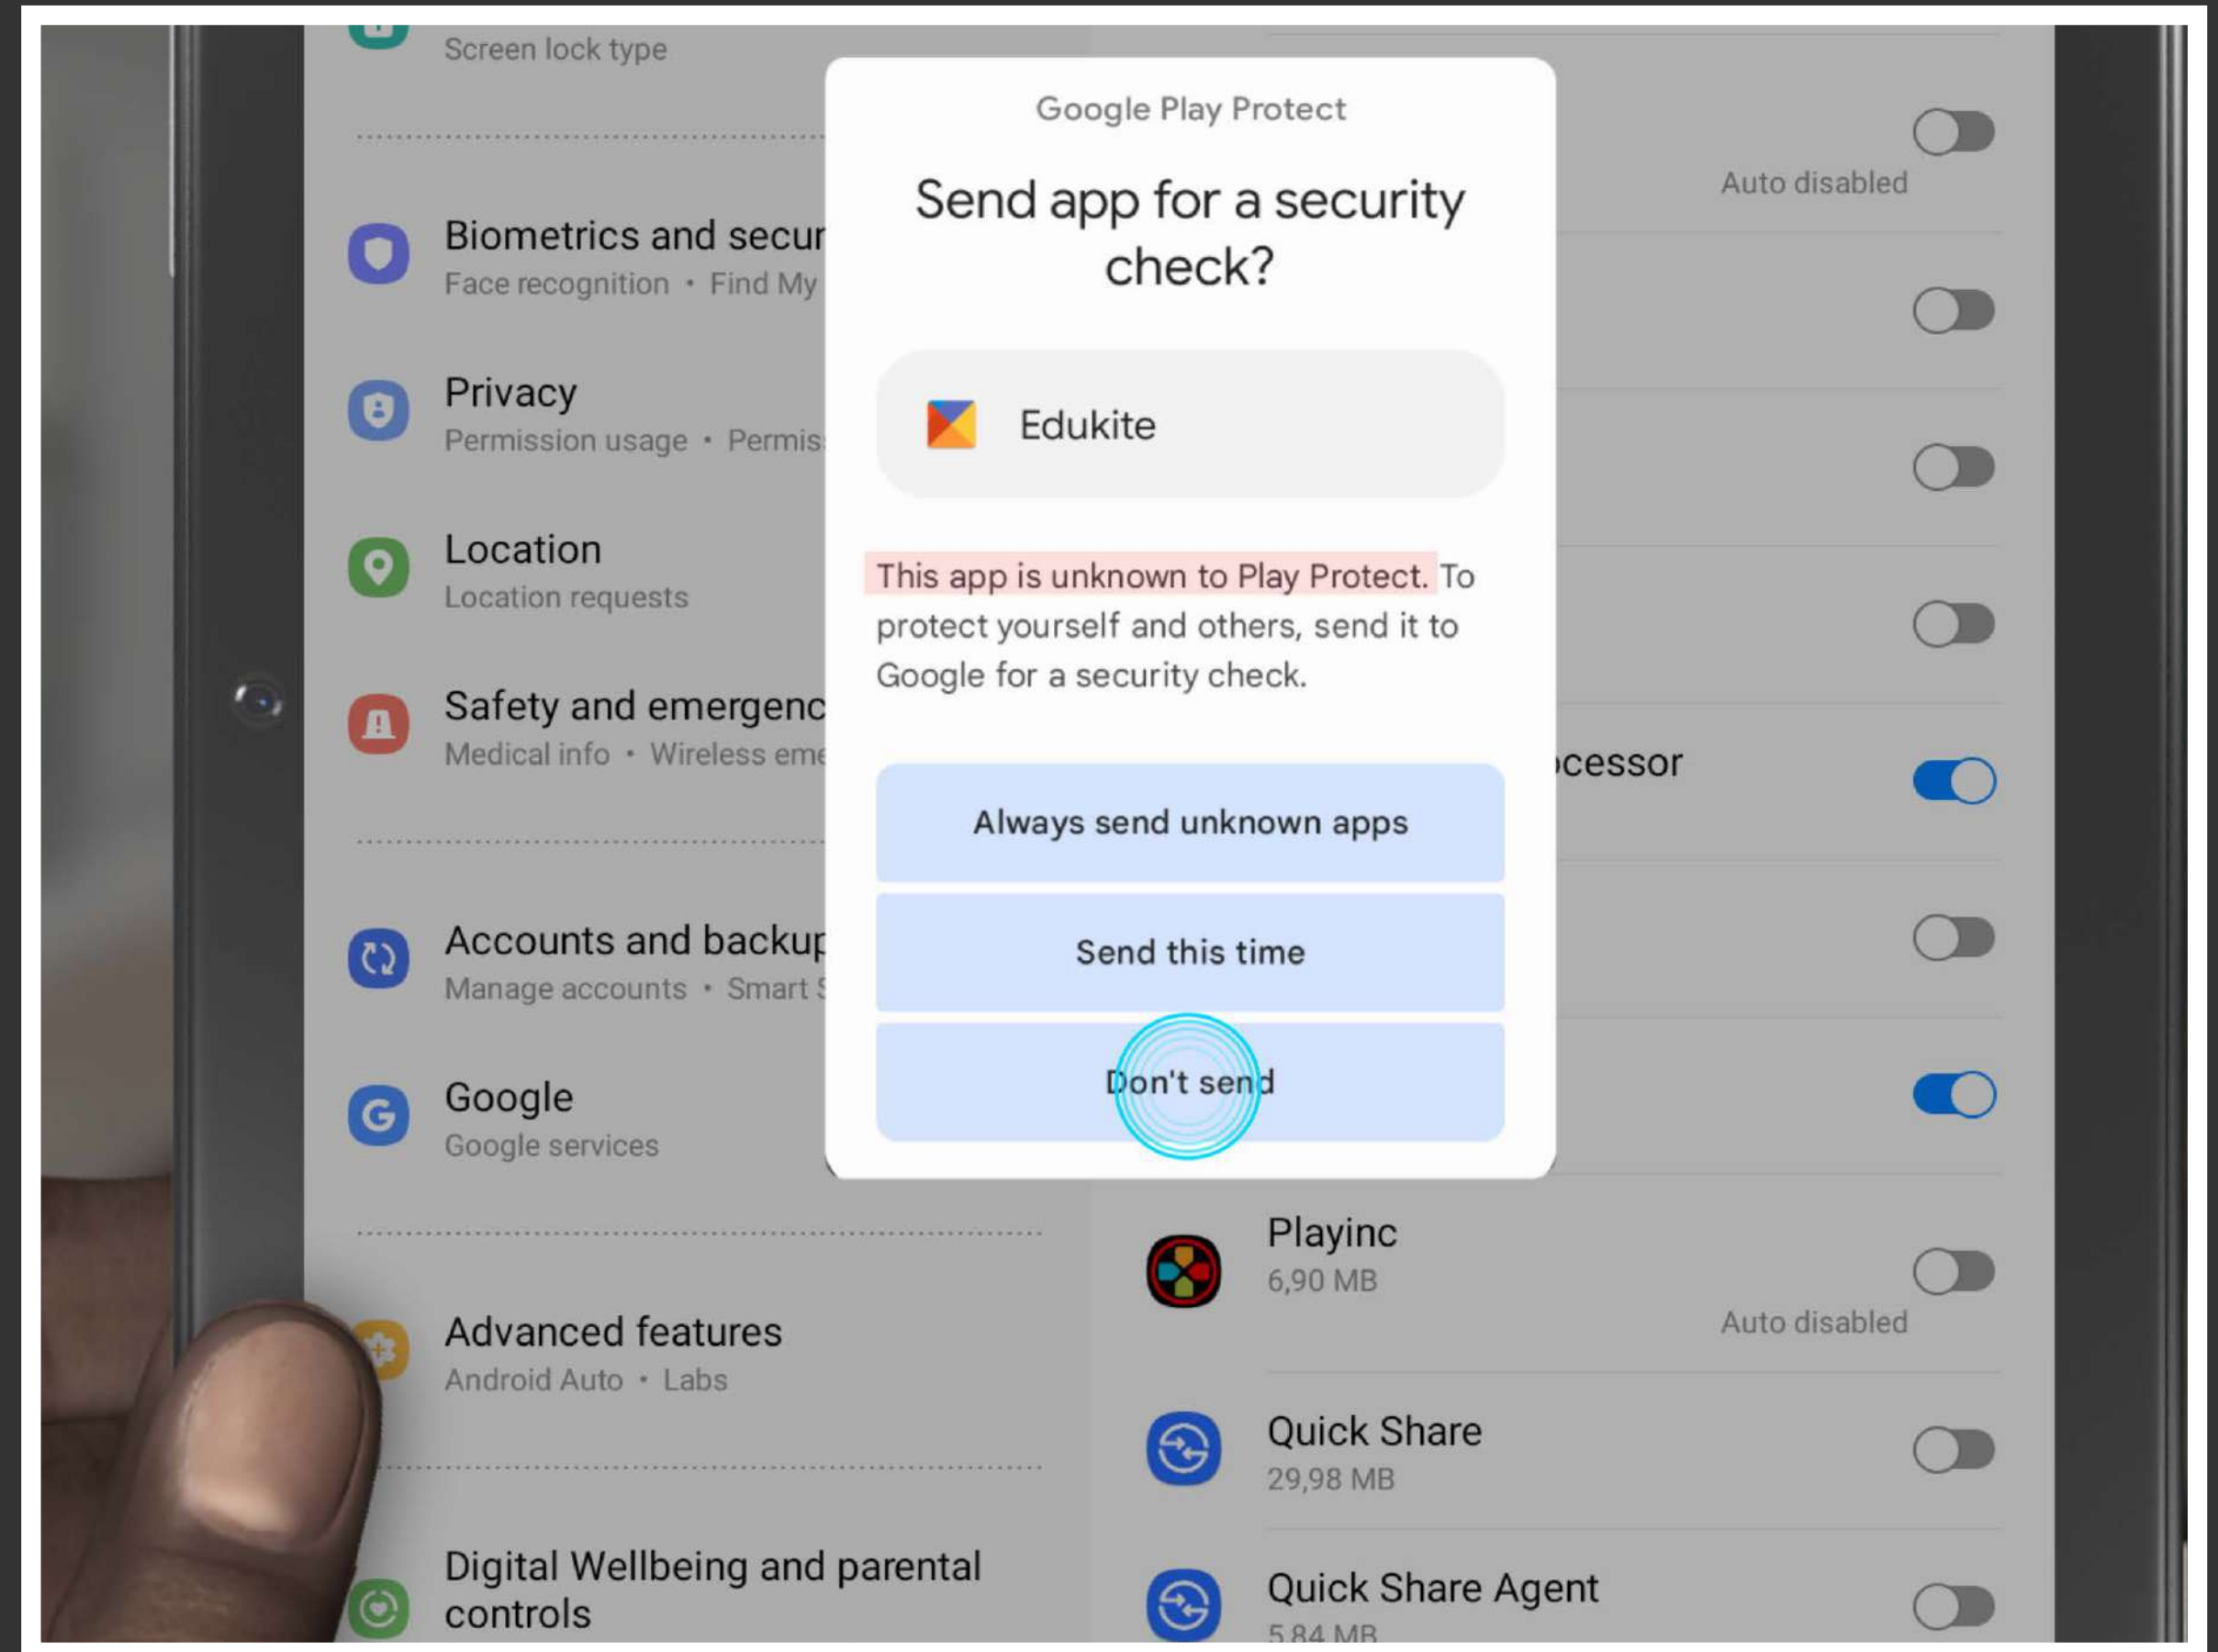 Screen lock type
Biometrics and secur
Face recognition • Find My
Privacy
Permission usage • Permis
Location
Location requests
Safety and emergenc
Medical info • Wireless eme
Accounts and backup
Manage accounts • Smart S
Google
Google services
Advanced features
Android Auto • Labs
Digital Wellbeing and parental
controls
Google Play Protect
Send app for a security
check?
Edukite
This app is unknown to Play Protect. To
protect yourself and others, send it to
Google for a security check.
Always send unknown apps
Send this time
Don't send
Auto disabled
ocessor
Playinc
6,90 MB
Auto disabled
Quick Share
29,98 MB
Quick Share Agent
5,84 MB